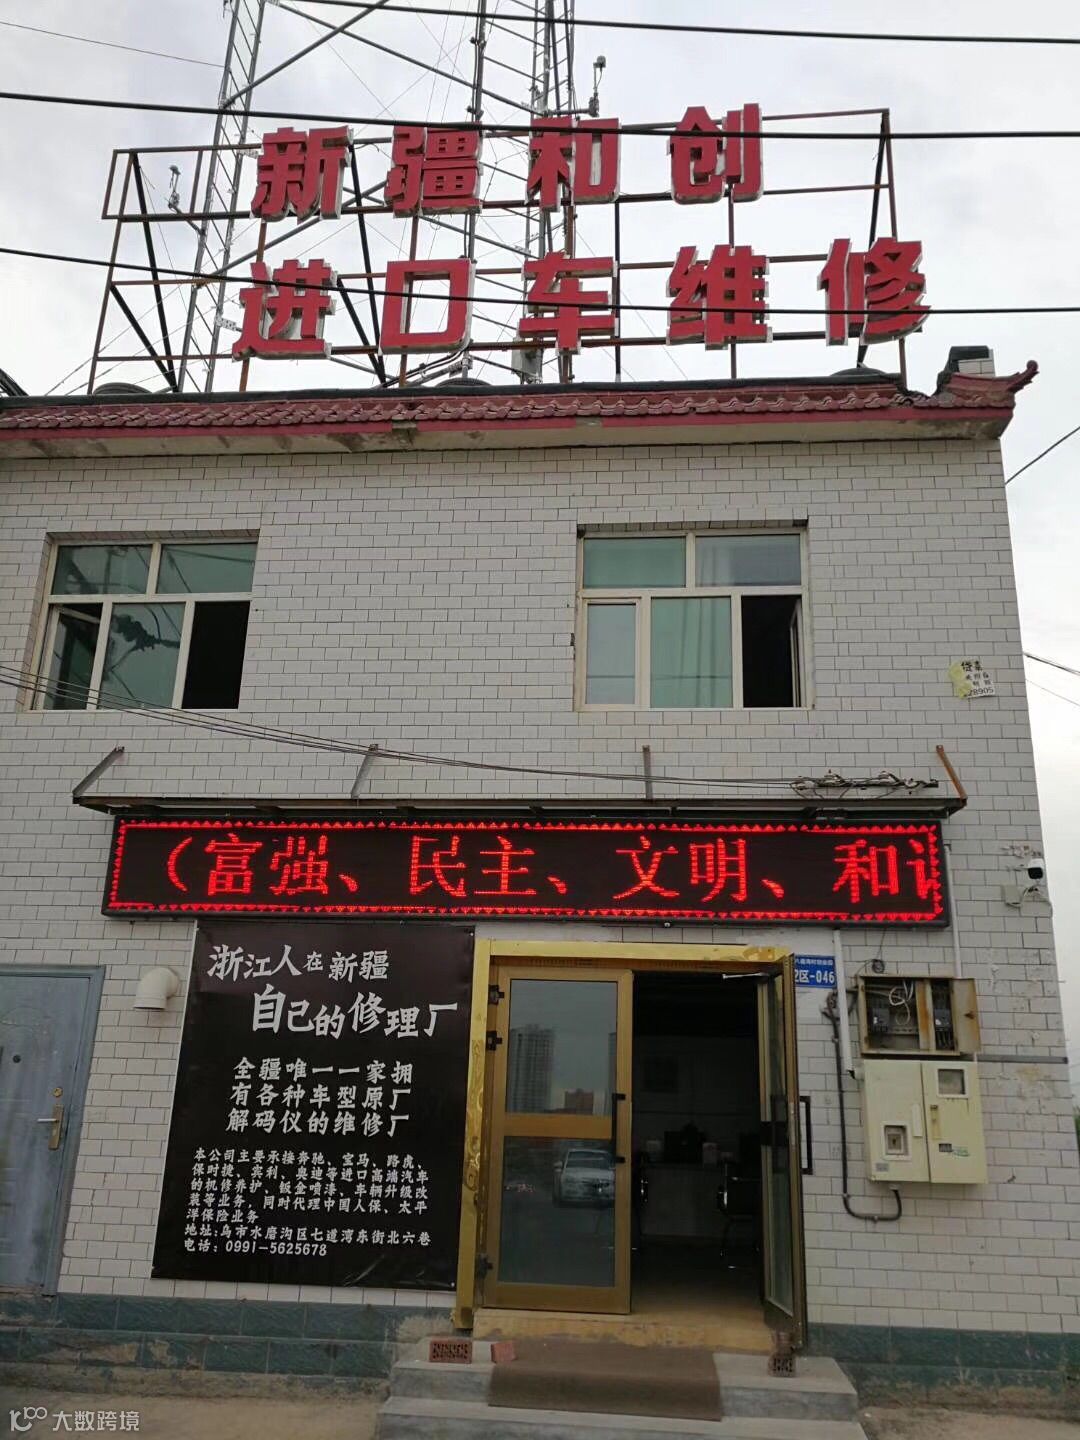 新疆和创
进口车维修
贷款
28905
（富强、民主、文明、和
浙江人在新疆
自己的修理厂
全疆唯一一家拥
有各种车型原厂
解码仪的维修厂
本公司主要承接奔驰、宝马、路虎、
保时捷、宾利、奥迪等进口高端汽车
的机修养护、钣金喷漆、车辆升级改
装等业务，同时代理中国人保、太平
洋保险业务
地址:乌市水磨沟区七道湾东街北六巷
电话：0991-5625678
2区-046
大数跨境